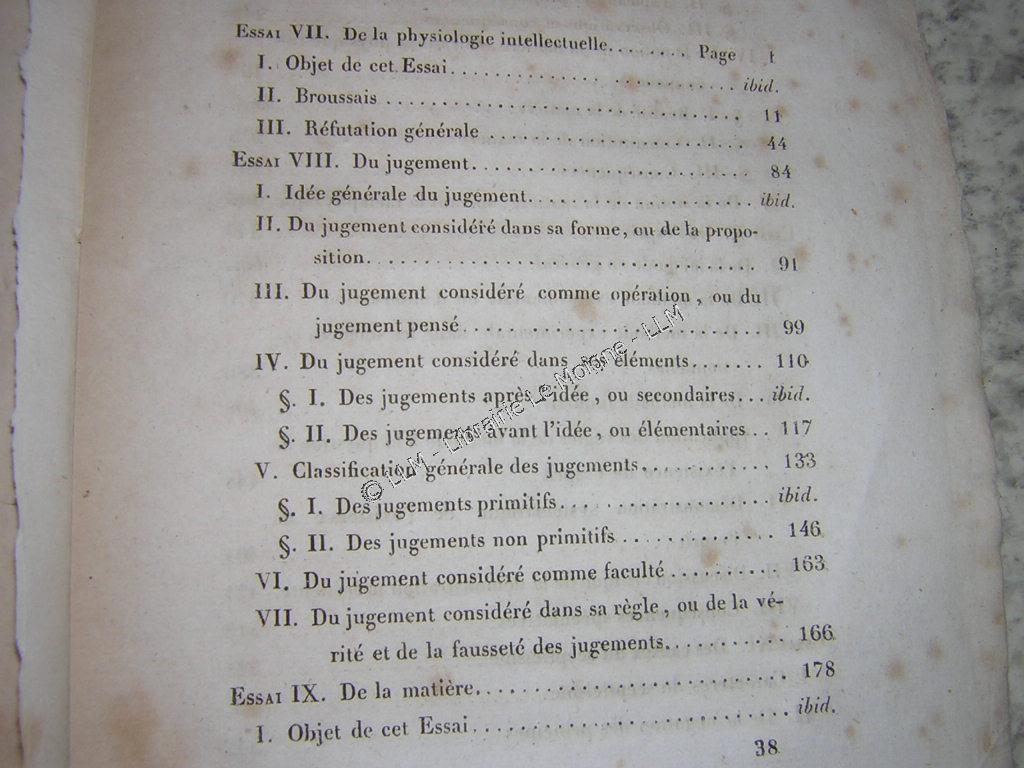 ESSAI VII. De la physiologie intellectuelle........ Page 1
I. Objet de cet Essai........................ ibid.
II. Broussais ................................ 11
III. Réfutation générale ....................... 44
ESSAI VIII. Du jugement......................... 84
I. Idée générale du jugement.................... ibid.
II. Du jugement considéré dans sa forme, ou de la propo-
sition................................... 91
III. Du jugement considéré comme opération, ou du
jugement pensé .......................... 99
IV. Du jugement considéré dans ses éléments....... 110
§. I. Des jugements après l'idée, ou secondaires... ibid.
§. II. Des jugements avant l'idée, ou élémentaires .. 117
V. Classification générale des jugements............ 133
§. I. Des jugements primitifs.................... ibid.
§. II. Des jugements non primitifs .............. 146
VI. Du jugement considéré comme faculté .......... 163
VII. Du jugement considéré dans sa règle, ou de la vé-
rité et de la fausseté des jugements........... 166
ESSAI IX. De la matière............................ 178
I. Objet de cet Essai............................. ibid.
38
© LLM - Librairie Le Moigne - LLM